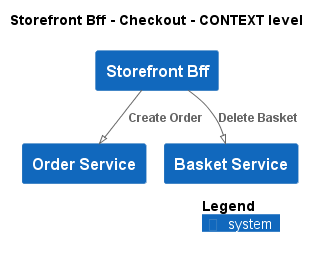 Storefront Bff - Checkout - CONTEXT level
Storefront Bff
Create Order
Delete Basket
Order Service
Basket Service
Legend
system